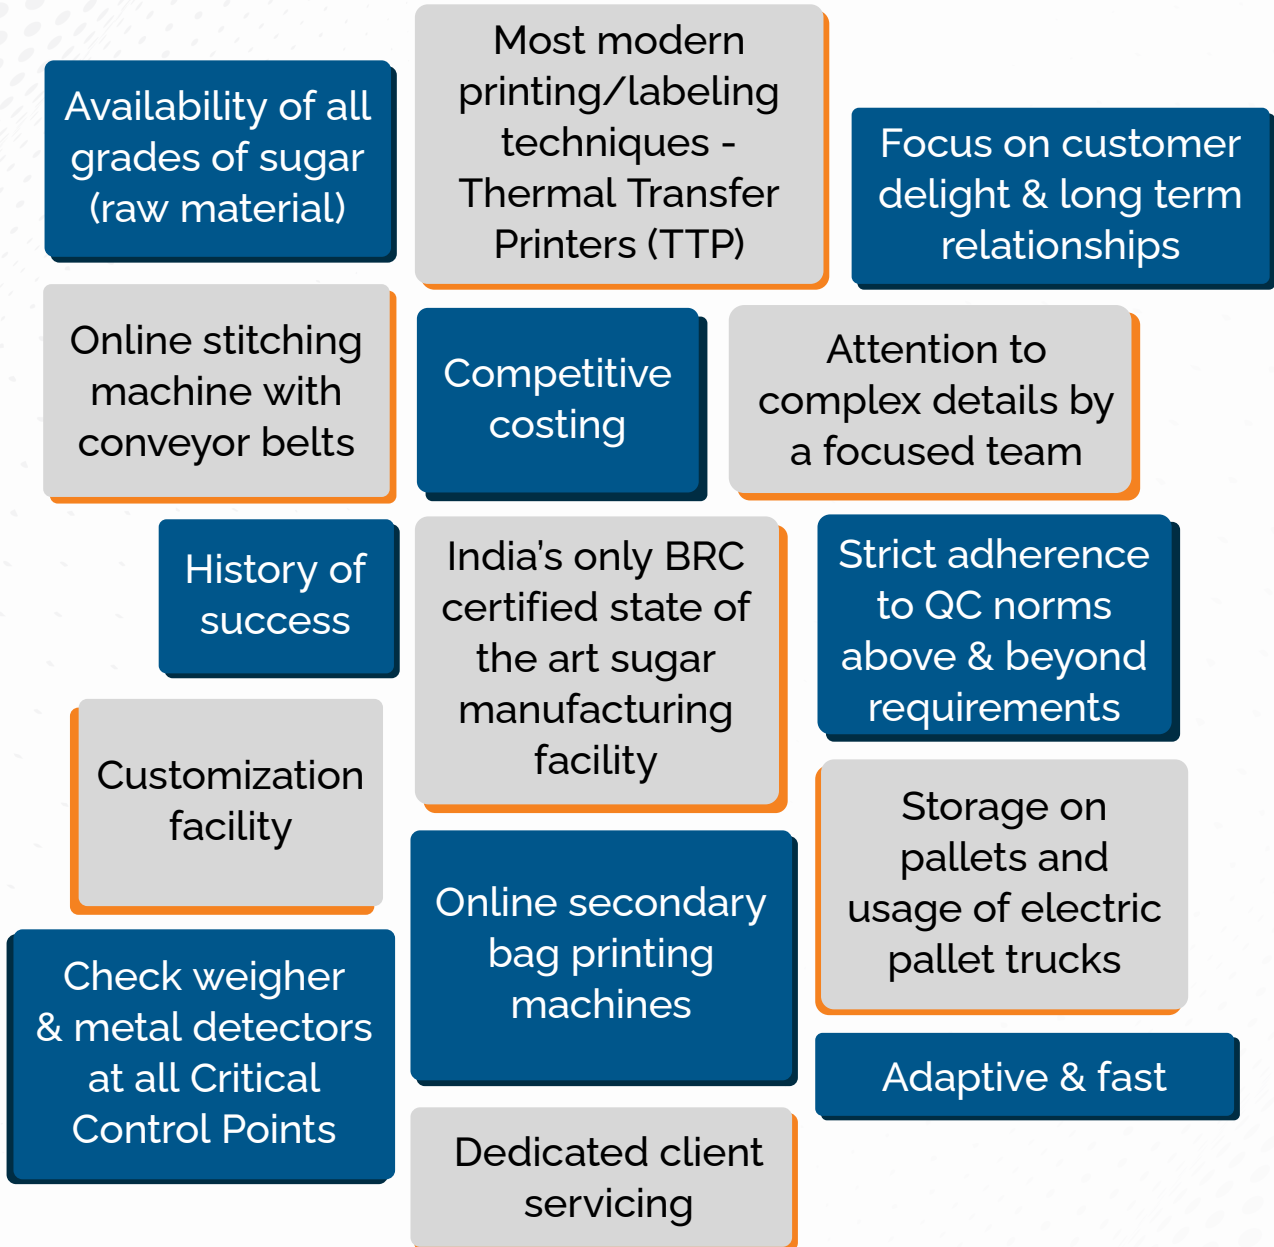 Availability of all
grades of sugar
(raw material)
Most modern
printing/labeling
techniques -
Thermal Transfer
Printers (TTP)
Focus on customer
delight & long term
relationships
Online stitching
machine with
conveyor belts
Competitive
costing
Attention to
complex details by
a focused team
History of
success
India's only BRC
certified state of
the art sugar
manufacturing
facility
Strict adherence
to QC norms
above & beyond
requirements
Customization
facility
Online secondary
bag printing
machines
Storage on
pallets and
usage of electric
pallet trucks
Check weigher
& metal detectors
at all Critical
Control Points
Adaptive & fast
Dedicated client
servicing